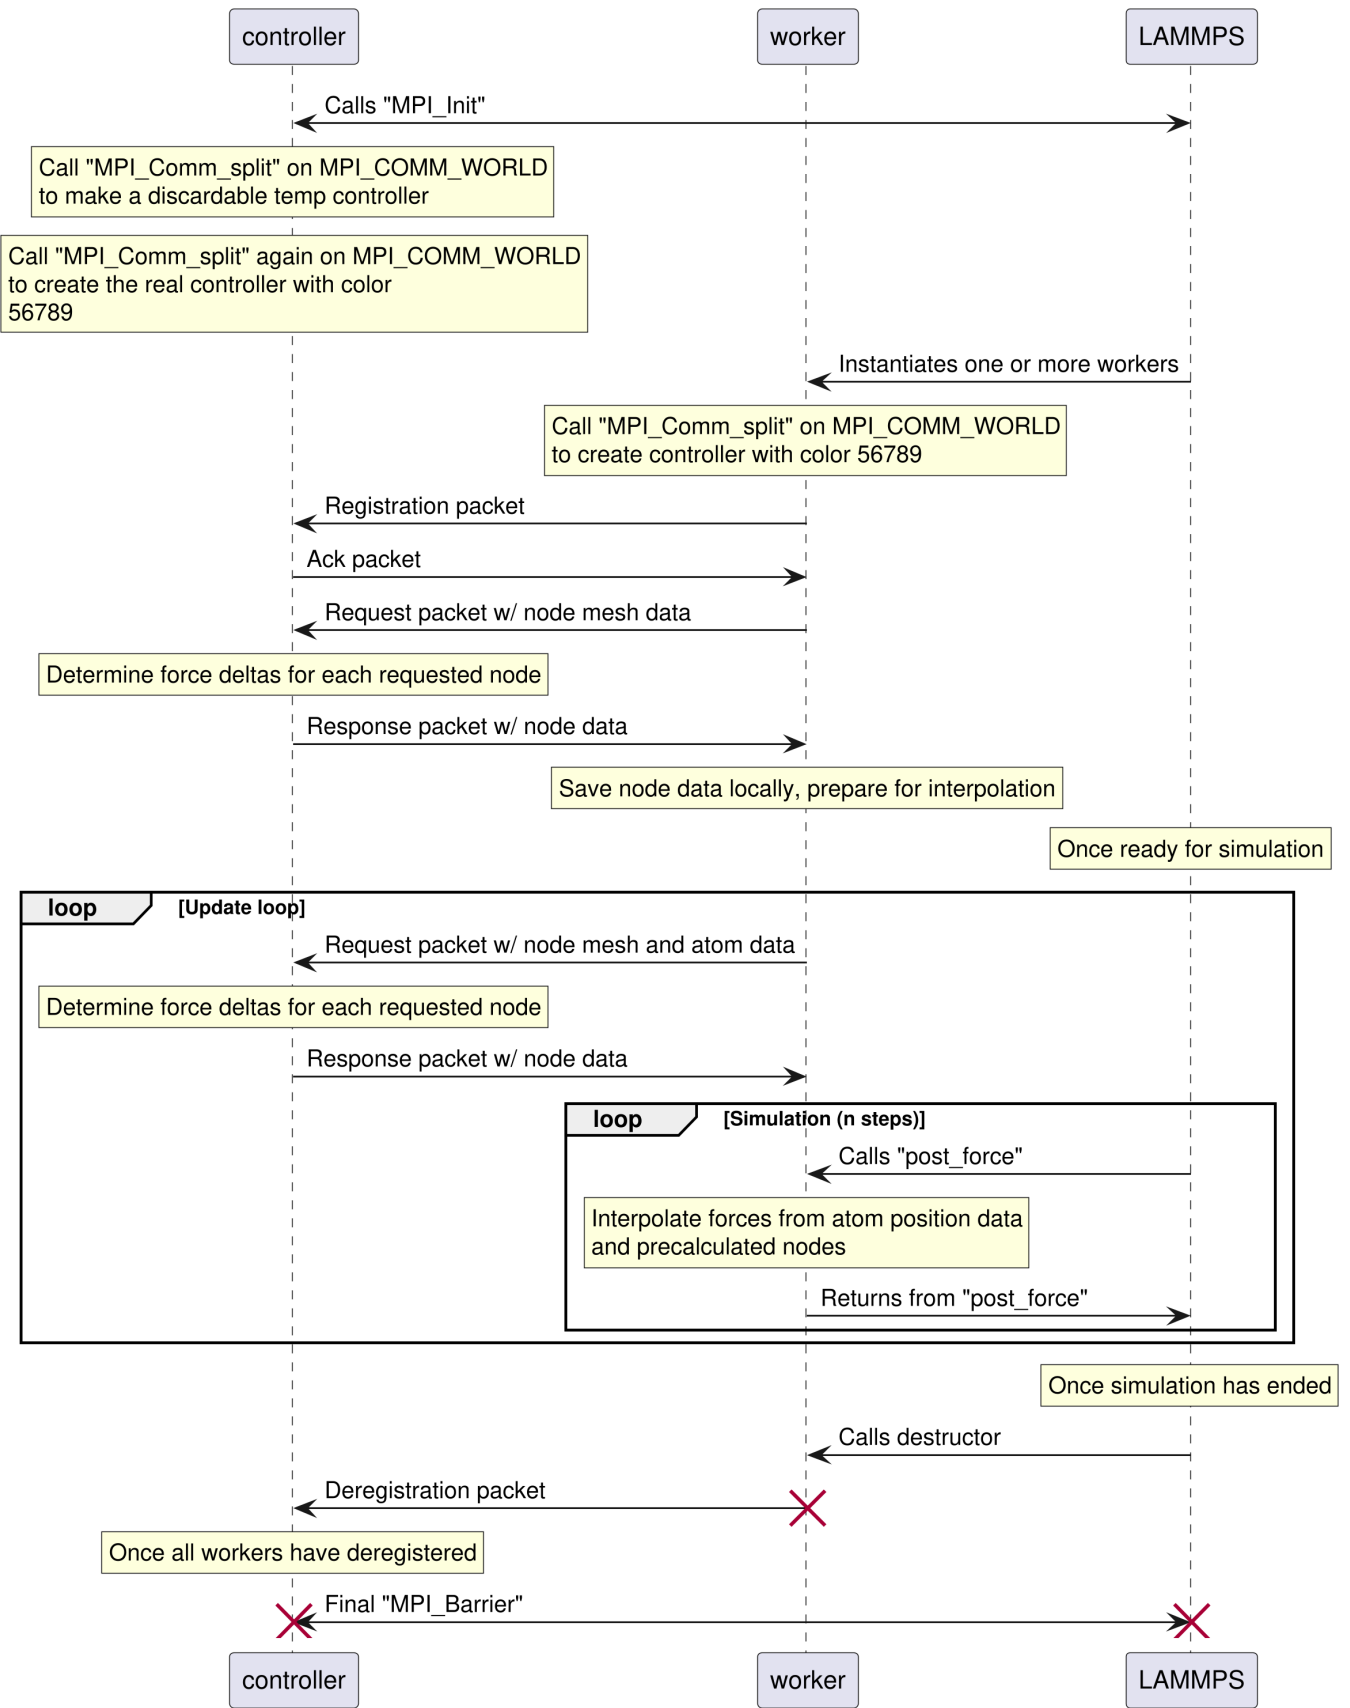 controller
worker
LAMMPS
Calls "MPI_Init"
Call "MPI_Comm_split" on MPI_COMM_WORLD
to make a discardable temp controller
Call "MPI_Comm_split" again on MPI_COMM_WORLD
to create the real controller with color
56789
Instantiates one or more workers
Call "MPI_Comm_split" on MPI_COMM_WORLD
to create controller with color 56789
Registration packet
Ack packet
Request packet w/ node mesh data
Determine force deltas for each requested node
Response packet w/ node data
Save node data locally, prepare for interpolation
Once ready for simulation
loop
[Update loop]
Request packet w/ node mesh and atom data
Determine force deltas for each requested node
Response packet w/ node data
loop
[Simulation (n steps)]
Calls "post_force"
Interpolate forces from atom position data
and precalculated nodes
Returns from "post_force"
Once simulation has ended
Calls destructor
Deregistration packet
Once all workers have deregistered
Final "MPI_Barrier"
controller
worker
LAMMPS